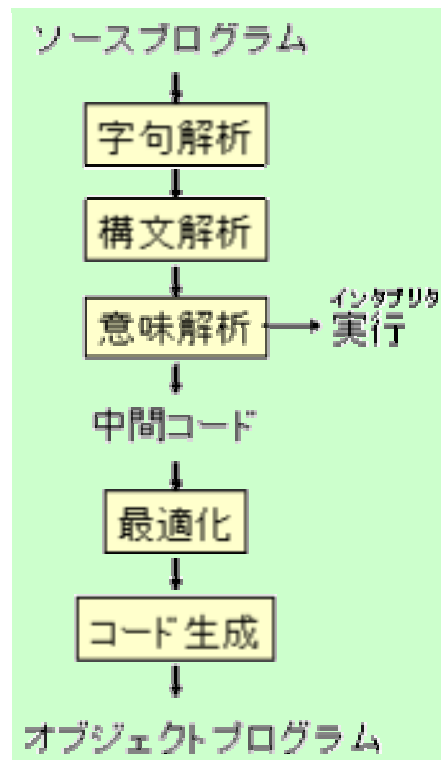 ソースプログラム
字句解析
構文解析
意味解析
インタプリタ
実行
中間コード
最適化
コード生成
オブジェクトプログラム